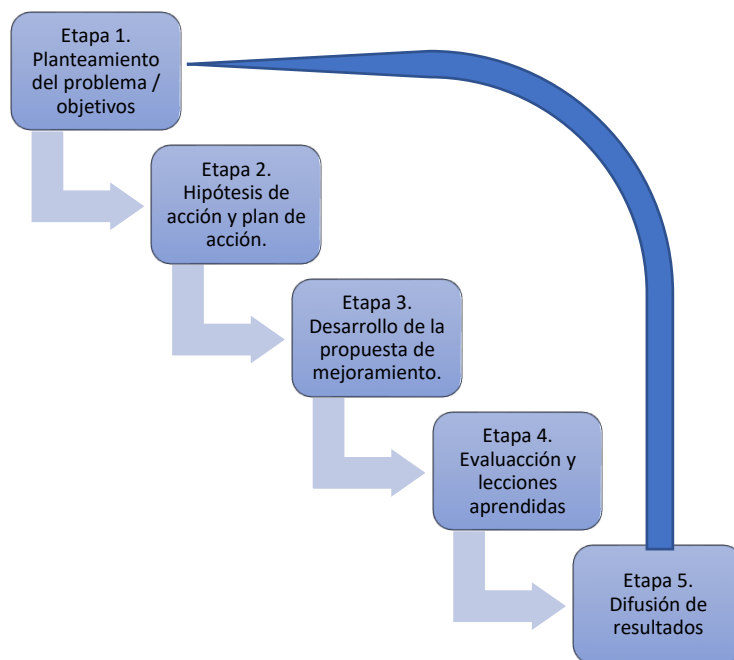 Etapa 1.
Planteamiento
del problema /
objetivos
Etapa 2.
Hipótesis de
acción y plan de
acción.
Etapa 3.
Desarrollo de la
propuesta de
mejoramiento.
Etapa 4.
Evaluacción y
lecciones
aprendidas
Etapa 5.
Difusión de
resultados